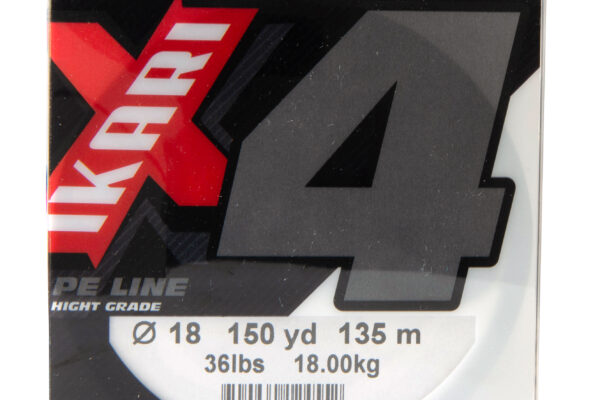 X4
IKARI
PE LINE
HIGHT GRADE
Ø 18 150 yd 135 m
36lbs 18.00kg